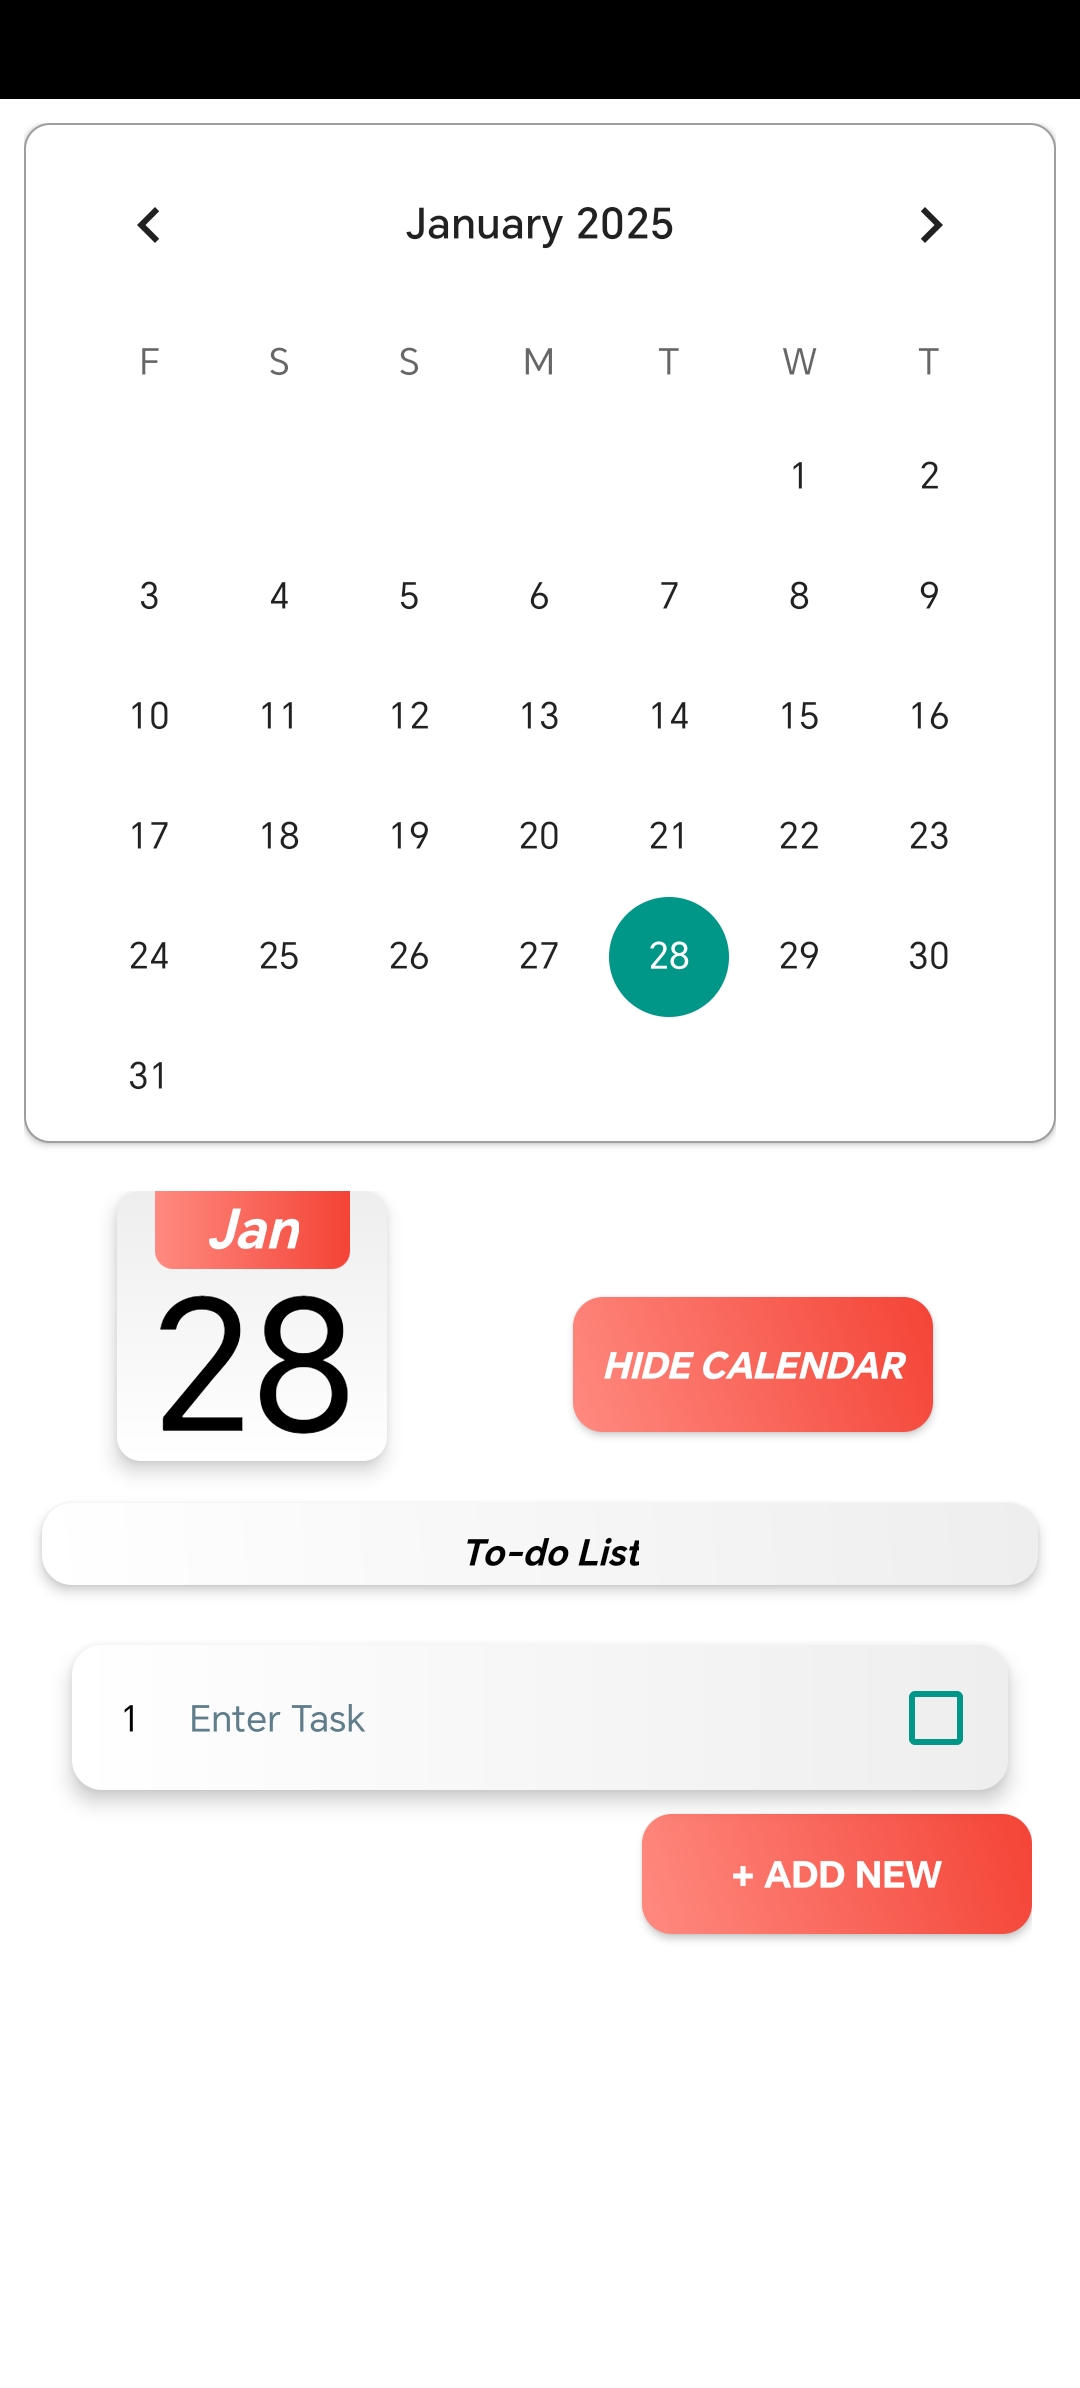 January 2025
F S S M T W T
1 2
3 4 5 6 7 8 9
10 11 12 13 14 15 16
17 18 19 20 21 22 23
24 25 26 27 28 29 30
31
Jan
28
HIDE CALENDAR
To-do List
1 Enter Task
+ ADD NEW